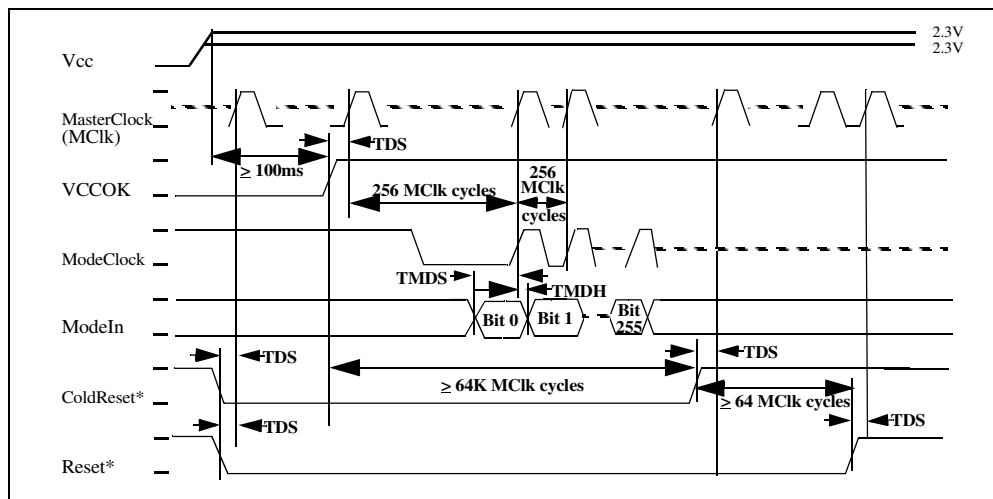 2.3V
Vcc
2.3V
MasterClock
(MClk)
TDS
≥ 100ms
VCCOK
256 MClk cycles
256
MClk
cycles
ModeClock
TMDS
TMDH
ModeIn
Bit 0
Bit 1
Bit
255
TDS
TDS
ColdReset*
≥ 64K MClk cycles
≥ 64 MClk cycles
TDS
TDS
Reset*